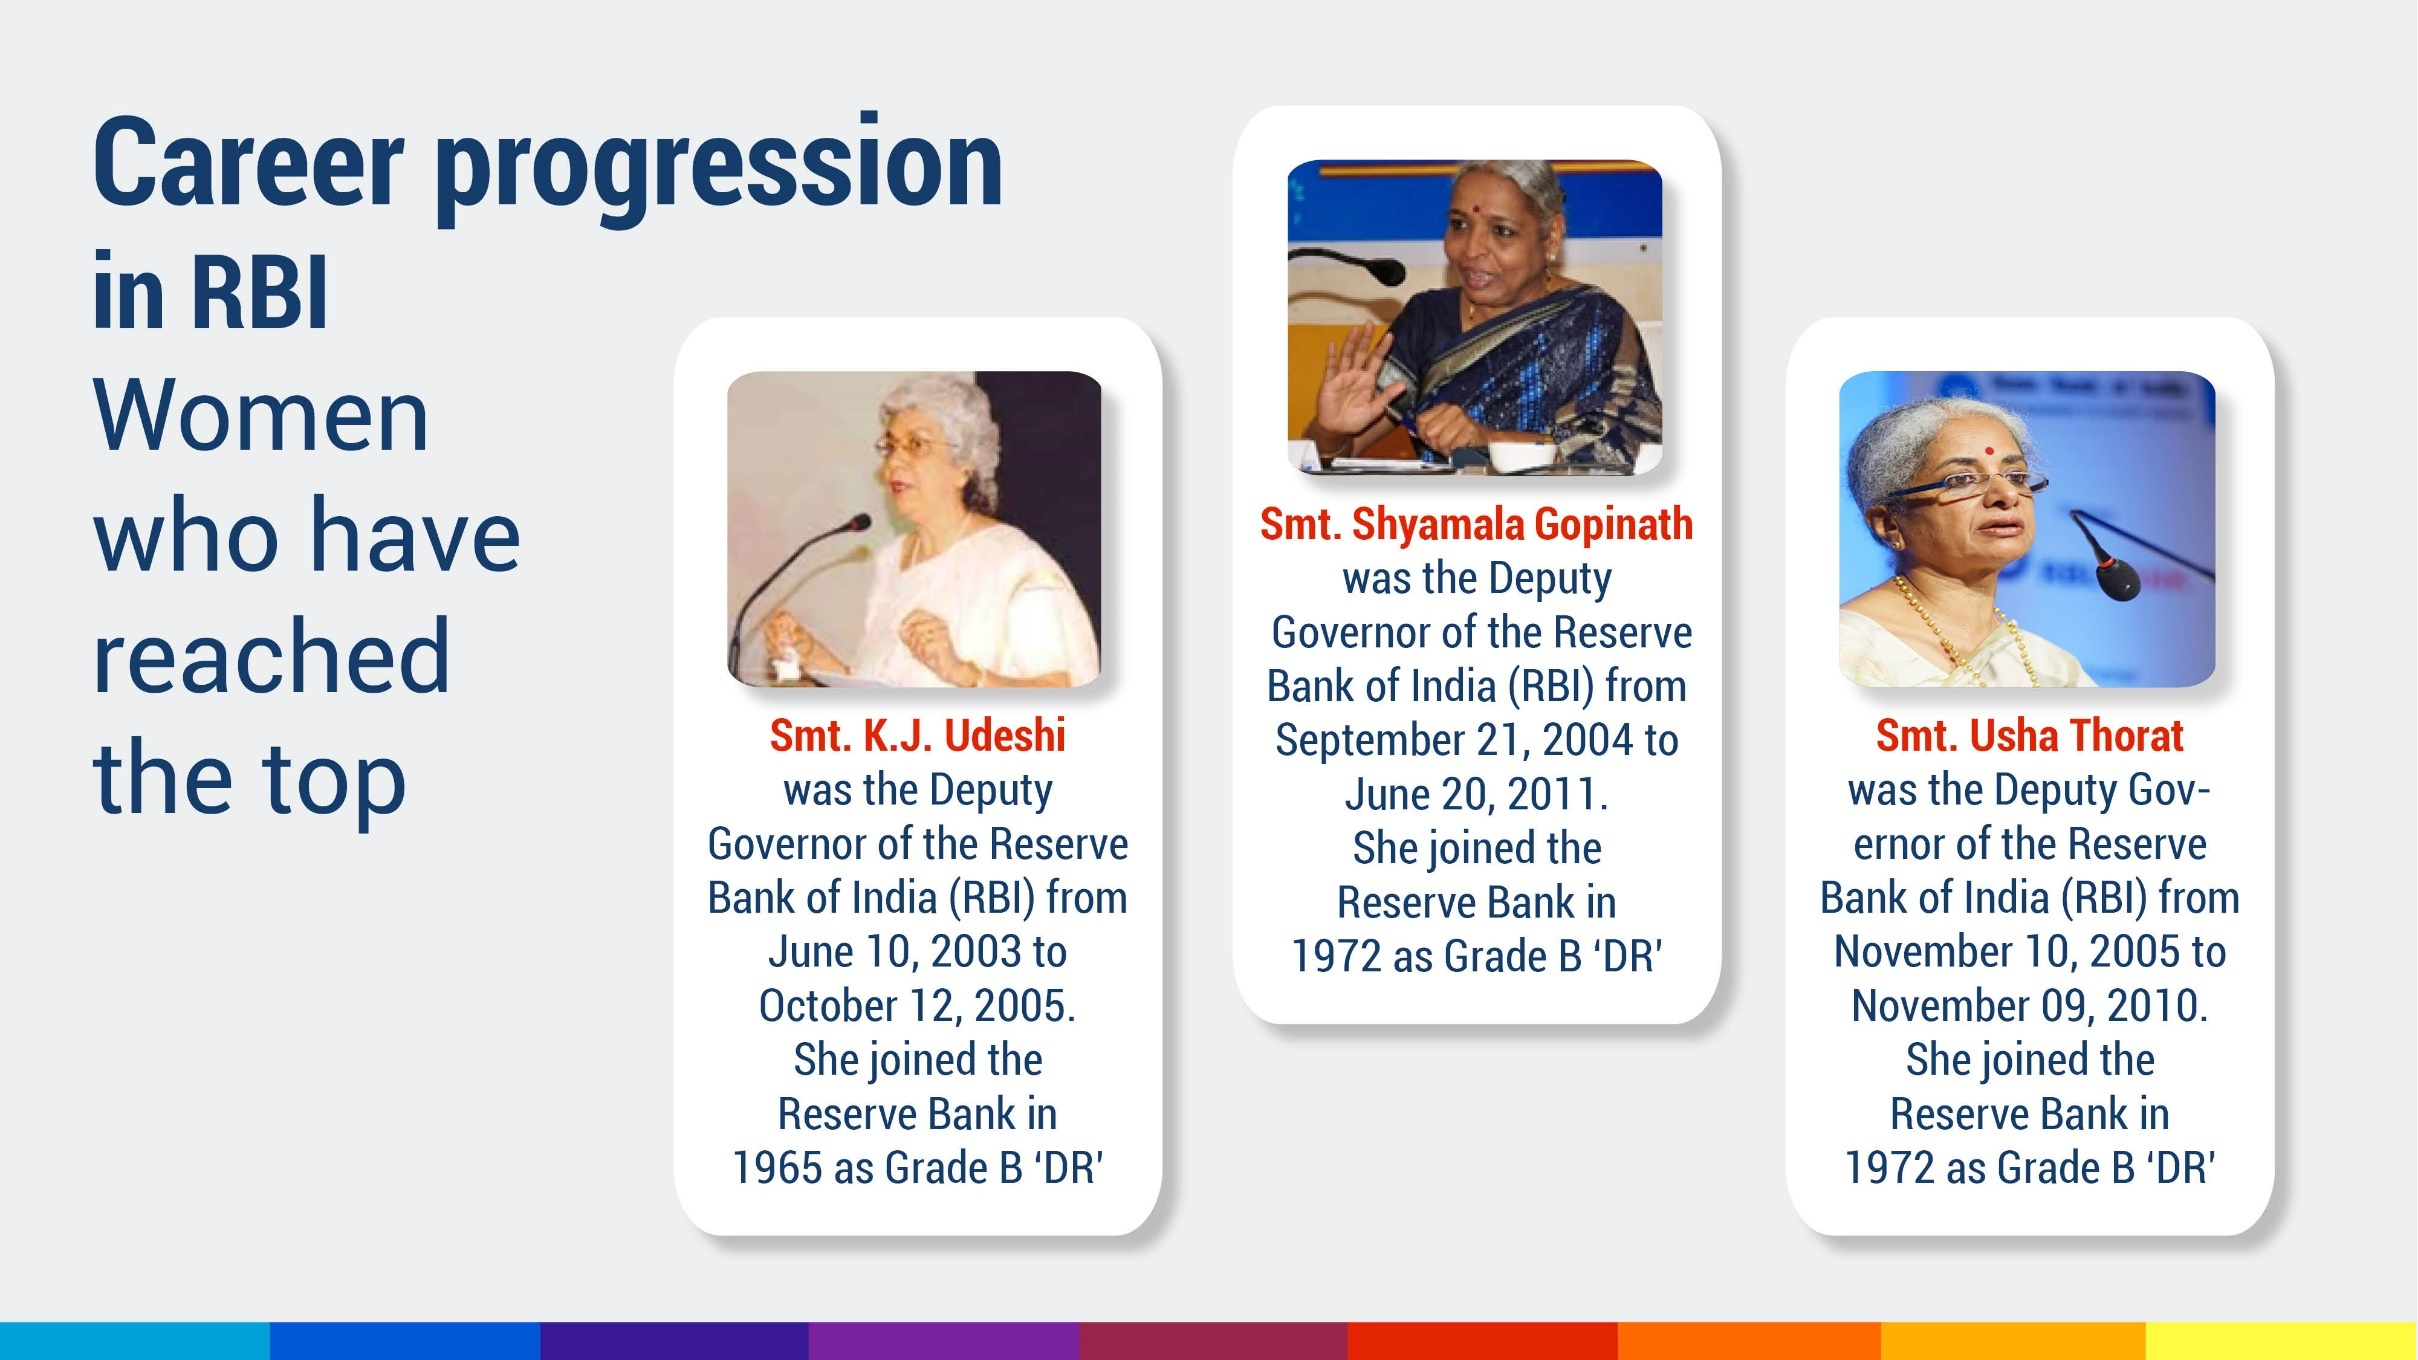 Career progression
in RBI
Women
who have
reached
the top
Smt. K.J. Udeshi
was the Deputy
Governor of the Reserve
Bank of India (RBI) from
June 10, 2003 to
October 12, 2005.
She joined the
Reserve Bank in
1965 as Grade B ‘DR’
Smt. Shyamala Gopinath
was the Deputy
Governor of the Reserve
Bank of India (RBI) from
September 21, 2004 to
June 20, 2011.
She joined the
Reserve Bank in
1972 as Grade B ‘DR’
Smt. Usha Thorat
was the Deputy Gov-
ernor of the Reserve
Bank of India (RBI) from
November 10, 2005 to
November 09, 2010.
She joined the
Reserve Bank in
1972 as Grade B ‘DR’